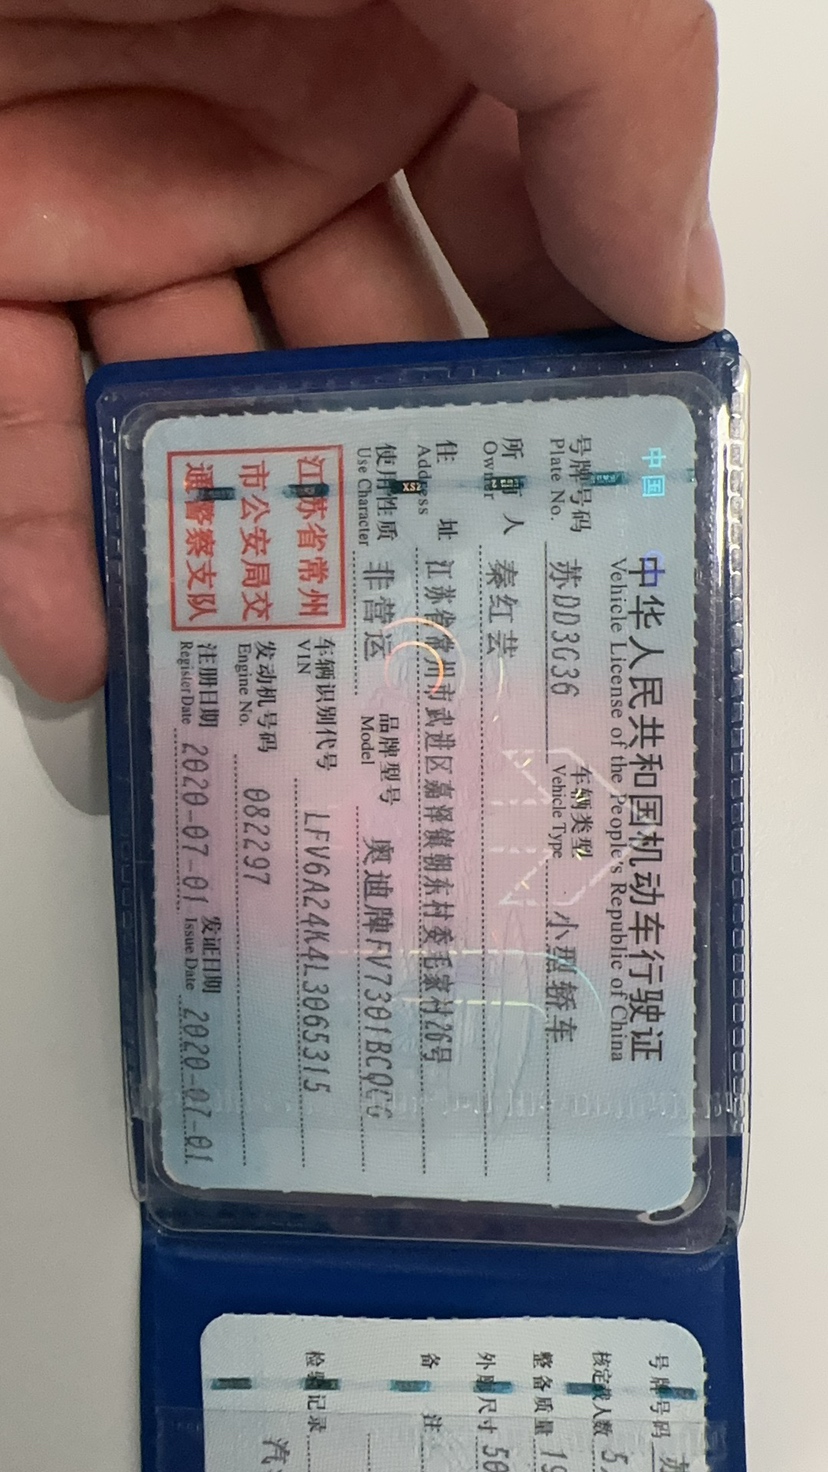 中国
中华人民共和国机动车行驶证
Vehicle License of the People's Republic of China
号牌号码 苏DD3G36 车辆类型 小型轿车
Plate No. Vehicle Type
所有人 秦红芸
Owner
住址 江苏省常州市武进区嘉泽镇朝东村委毛家村26号
Address
使用性质 非营运 品牌型号 奥迪牌FV7301BCQCG
Use Character Model
江苏省常州
市公安局交
通警察支队
车辆识别代号 LFV6A24K4L3065315
VIN
发动机号码 082297
Engine No.
注册日期 2020-07-01 发证日期 2020-07-01
Register Date Issue Date
号牌号码 苏
核定载人数 5
整备质量 19
外廓尺寸 50
备注
检验记录
汽